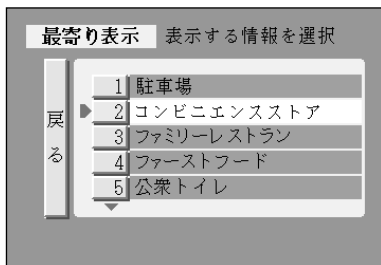 最寄り表示 表示する情報を選択
戻る
1 駐車場
2 コンビニエンスストア
3 ファミリーレストラン
4 ファーストフード
5 公衆トイレ